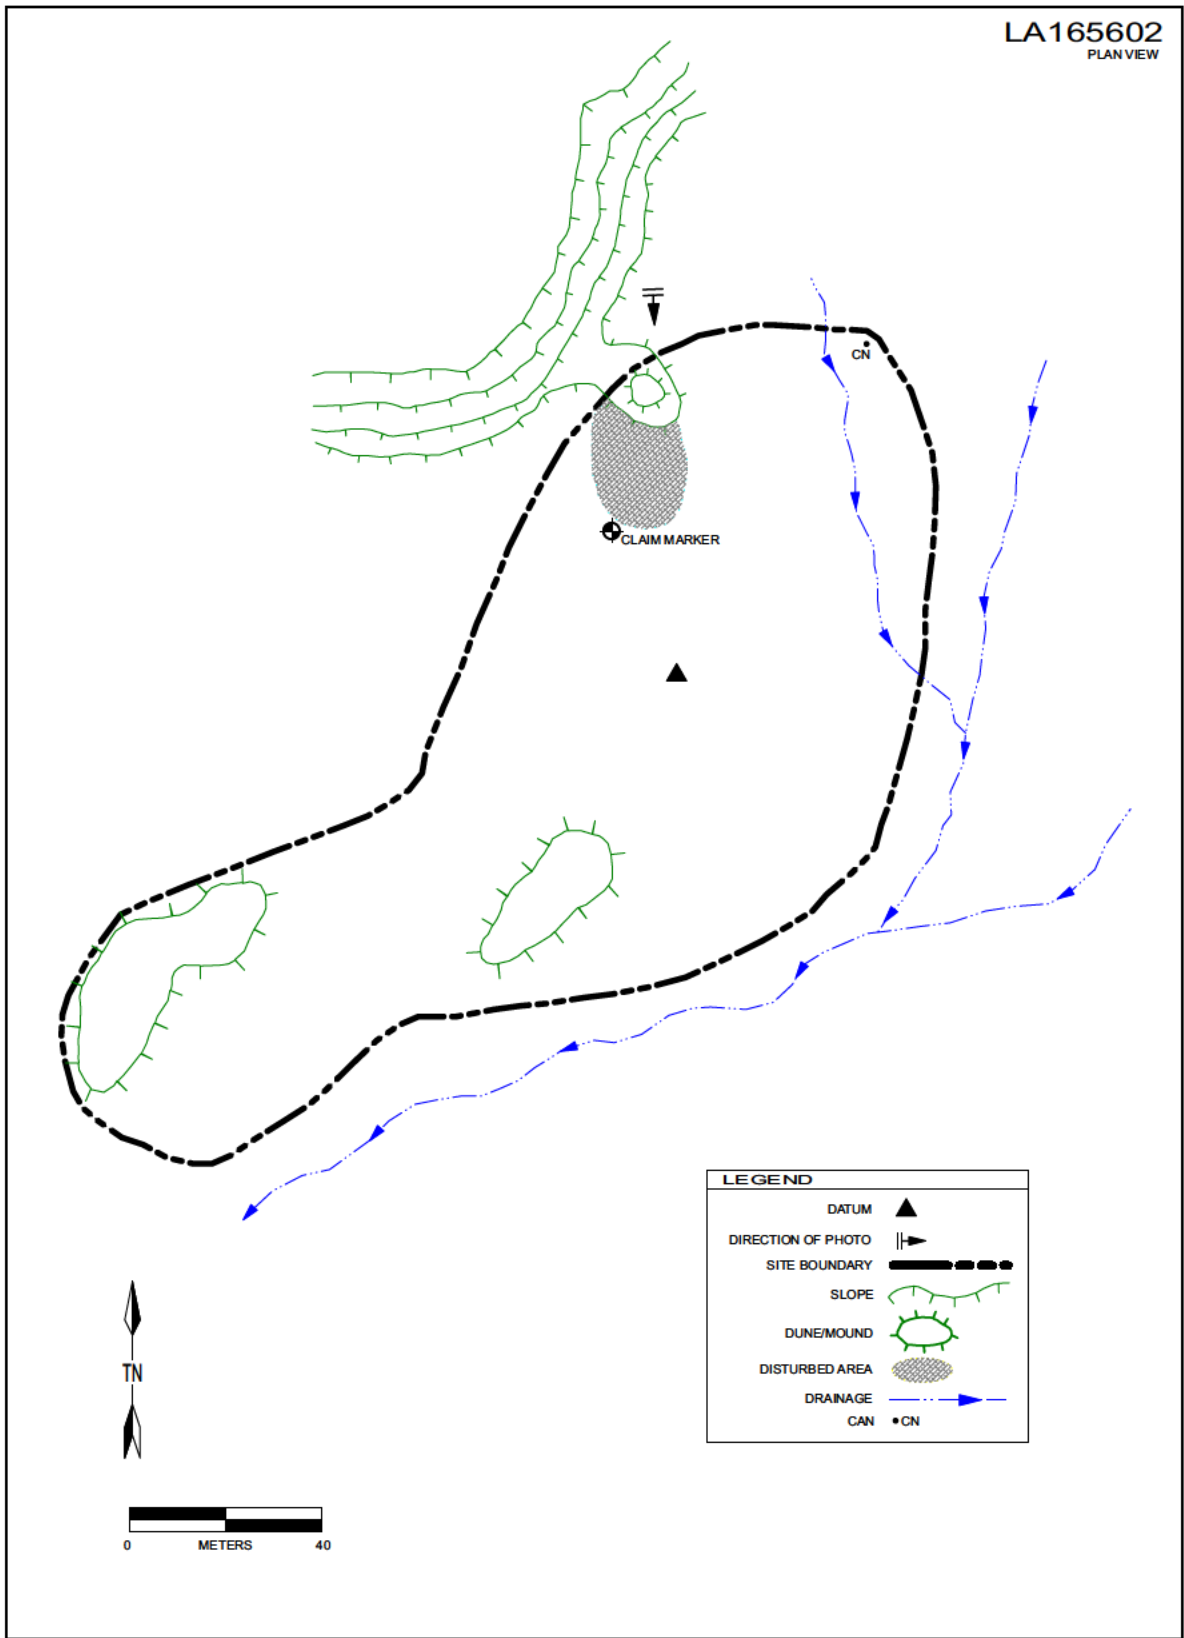 LA165602
PLAN VIEW
CN
CLAIM MARKER
LEGEND
DATUM
DIRECTION OF PHOTO
SITE BOUNDARY
SLOPE
DUNE/MOUND
DISTURBED AREA
DRAINAGE
CAN CN
TN
0 METERS 40